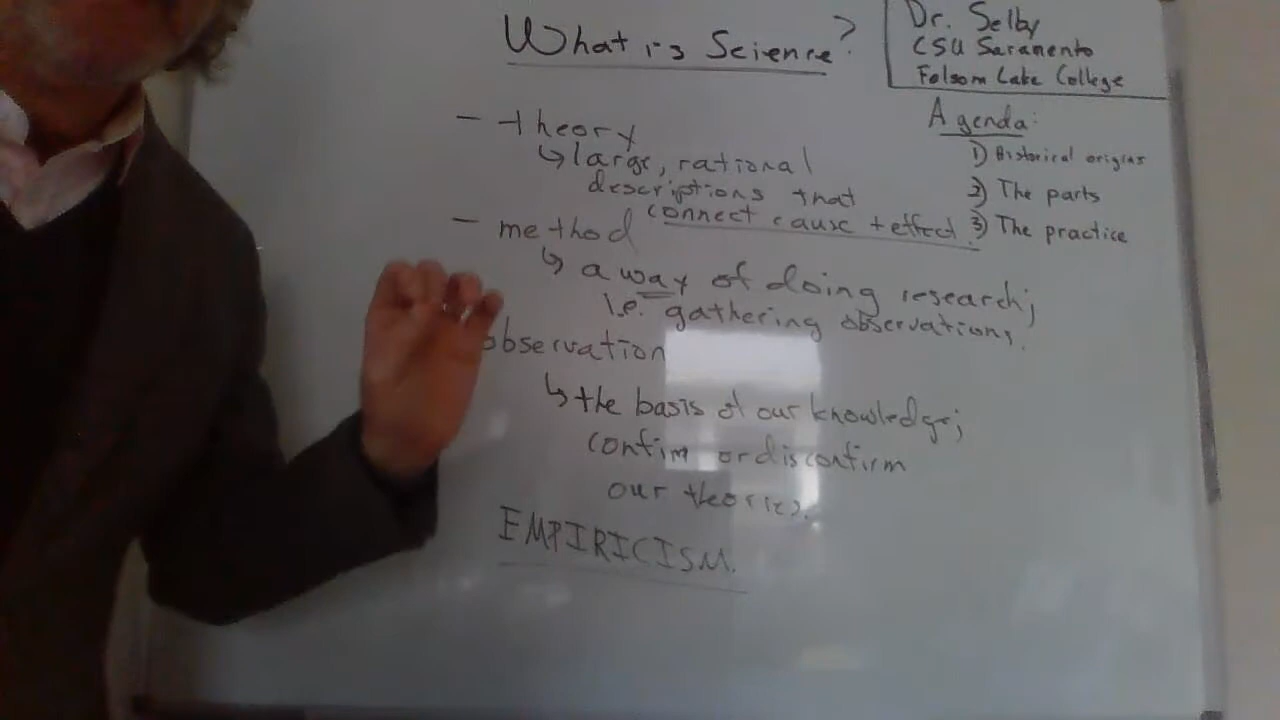 What is Science?
Dr. Selby
CSU Saramento
Folsom Lake College
Agenda:
1) Historical origins
2) The parts
3) The practice
- theory
↳ large, rational
descriptions that
connect cause + effect.
- method
↳ a way of doing research;
i.e. gathering observations.
observation
↳ the basis of our knowledge;
confirm or disconfirm
our theories.
EMPIRICISM.